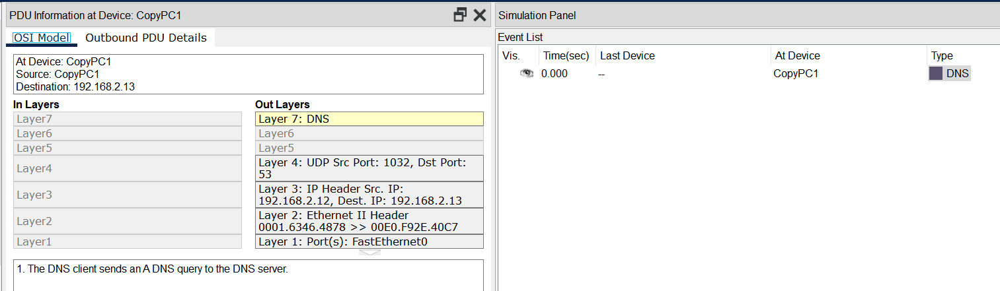 PDU Information at Device: CopyPC1
OSI Model Outbound PDU Details
At Device: CopyPC1
Source: CopyPC1
Destination: 192.168.2.13
In Layers
Layer7
Layer6
Layer5
Layer4
Layer3
Layer2
Layer1
Out Layers
Layer 7: DNS
Layer6
Layer5
Layer 4: UDP Src Port: 1032, Dst Port:
53
Layer 3: IP Header Src. IP:
192.168.2.12, Dest. IP: 192.168.2.13
Layer 2: Ethernet II Header
0001.6346.4878 >> 00E0.F92E.40C7
Layer 1: Port(s): FastEthernet0
1. The DNS client sends an A DNS query to the DNS server.
Simulation Panel
Event List
Vis. Time(sec) Last Device At Device Type
0.000 -- CopyPC1 DNS